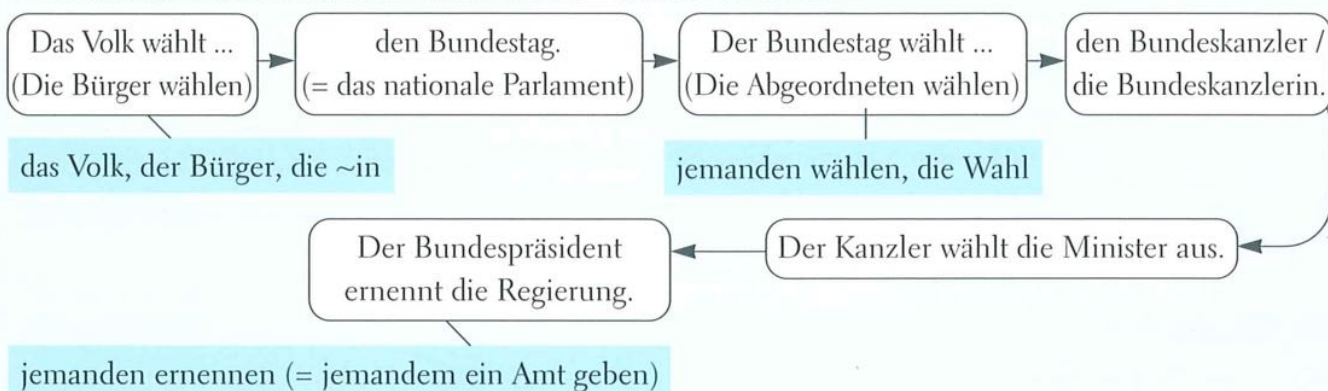 Das Volk wählt ...
(Die Bürger wählen)
den Bundestag.
(= das nationale Parlament)
Der Bundestag wählt ...
(Die Abgeordneten wählen)
den Bundeskanzler /
die Bundeskanzlerin.
das Volk, der Bürger, die ~in
jemanden wählen, die Wahl
Der Kanzler wählt die Minister aus.
Der Bundespräsident
ernennt die Regierung.
jemanden ernennen (= jemandem ein Amt geben)